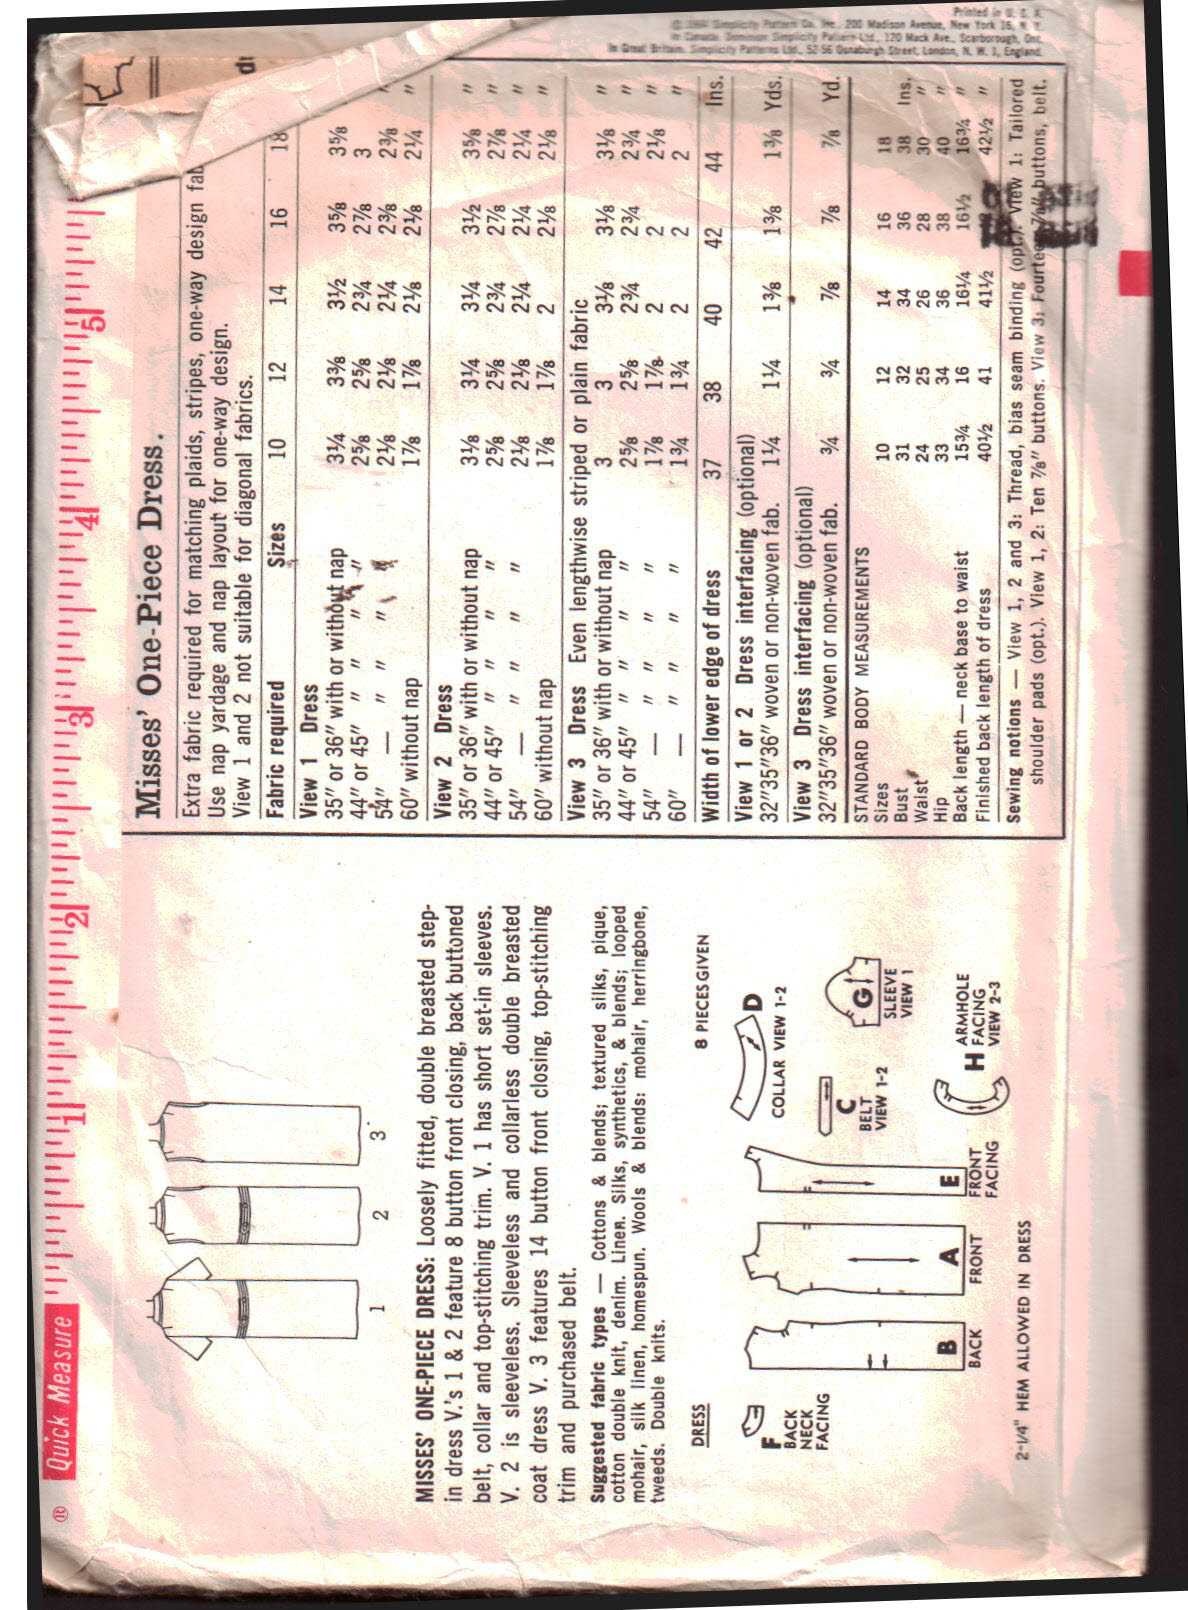 ® Quick Measure
1 2 3 4 5
1 2 3
MISSES' ONE-PIECE DRESS: Loosely fitted, double breasted step-
in dress V.'s 1 & 2 feature 8 button front closing, back buttoned
belt, collar and top-stitching trim. V. 1 has short set-in sleeves.
V. 2 is sleeveless. Sleeveless and collarless double breasted
coat dress V. 3 features 14 button front closing, top-stitching
trim and purchased belt.
Suggested fabric types — Cottons & blends; textured silks, pique,
cotton double knit, denim. Linen. Silks, synthetics, & blends; looped
mohair, silk linen, homespun. Wools & blends: mohair, herringbone,
tweeds. Double knits.
DRESS 8 PIECES GIVEN
F
BACK
NECK
FACING
B
BACK
A
FRONT
E
FRONT
FACING
D
COLLAR VIEW 1-2
C
BELT
VIEW 1-2
G
SLEEVE
VIEW 1
H ARMHOLE
FACING
VIEW 2-3
2-1/4" HEM ALLOWED IN DRESS
Printed in U. S. A.
Simplicity Pattern Co. Inc., 200 Madison Avenue, New York 16, N. Y.
In Canada: Dominion Simplicity Patterns Ltd., 120 Mack Ave., Scarborough, Ont.
In Great Britain: Simplicity Patterns Ltd., Street, London, N. W. 1, England.
Misses' One-Piece Dress.
Extra fabric required for matching plaids, stripes, one-way design
Use nap yardage and nap layout for one-way design.
View 1 and 2 not suitable for diagonal fabrics.
Fabric required Sizes 10 12 14 16 18
View 1 Dress
35" or 36" with or without nap 3¼ 3⅜ 3½ 3⅝ 3⅝ "
44" or 45" " " " 2⅝ 2⅝ 2¾ 2⅞ 3 "
54" — " " " 2⅛ 2⅛ 2¼ 2⅜ 2⅜ "
60" without nap 1⅞ 1⅞ 2⅛ 2⅛ 2¼ "
View 2 Dress
35" or 36" with or without nap 3⅛ 3¼ 3¼ 3½ 3⅝ "
44" or 45" " " " 2⅝ 2⅝ 2¾ 2⅞ 2⅞ "
54" — " " " 2⅛ 2⅛ 2¼ 2¼ 2¼ "
60" without nap 1⅞ 1⅞ 2 2⅛ 2⅛ "
View 3 Dress Even lengthwise striped or plain fabric
35" or 36" with or without nap 3 3 3⅛ 3⅛ 3⅛ "
44" or 45" " " " 2⅝ 2⅝ 2¾ 2¾ 2¾ "
54" — " " " 1⅞ 1⅞ 2 2 2⅛ "
60" — " " " 1¾ 1¾ 2 2 2 "
Width of lower edge of dress 37 38 40 42 44 Ins.
View 1 or 2 Dress interfacing (optional)
32"35"36" woven or non-woven fab. 1¼ 1¼ 1⅜ 1⅜ 1⅜ Yds.
View 3 Dress interfacing (optional)
32"35"36" woven or non-woven fab. ¾ ¾ ⅞ ⅞ ⅞ Yd.
STANDARD BODY MEASUREMENTS
Sizes 10 12 14 16 18
Bust 31 32 34 36 38 Ins.
Waist 24 25 26 28 30 "
Hip 33 34 36 38 40 "
Back length — neck base to waist 15¾ 16 16¼ 16½ 16¾ "
Finished back length of dress 40½ 41 41½ 42½ "
Sewing notions — View 1, 2 and 3: Thread, bias seam binding (opt.). View 1: Tailored
shoulder pads (opt.). View 1, 2: Ten ⅞" buttons. View 3: Fourteen ⅞" buttons, belt.